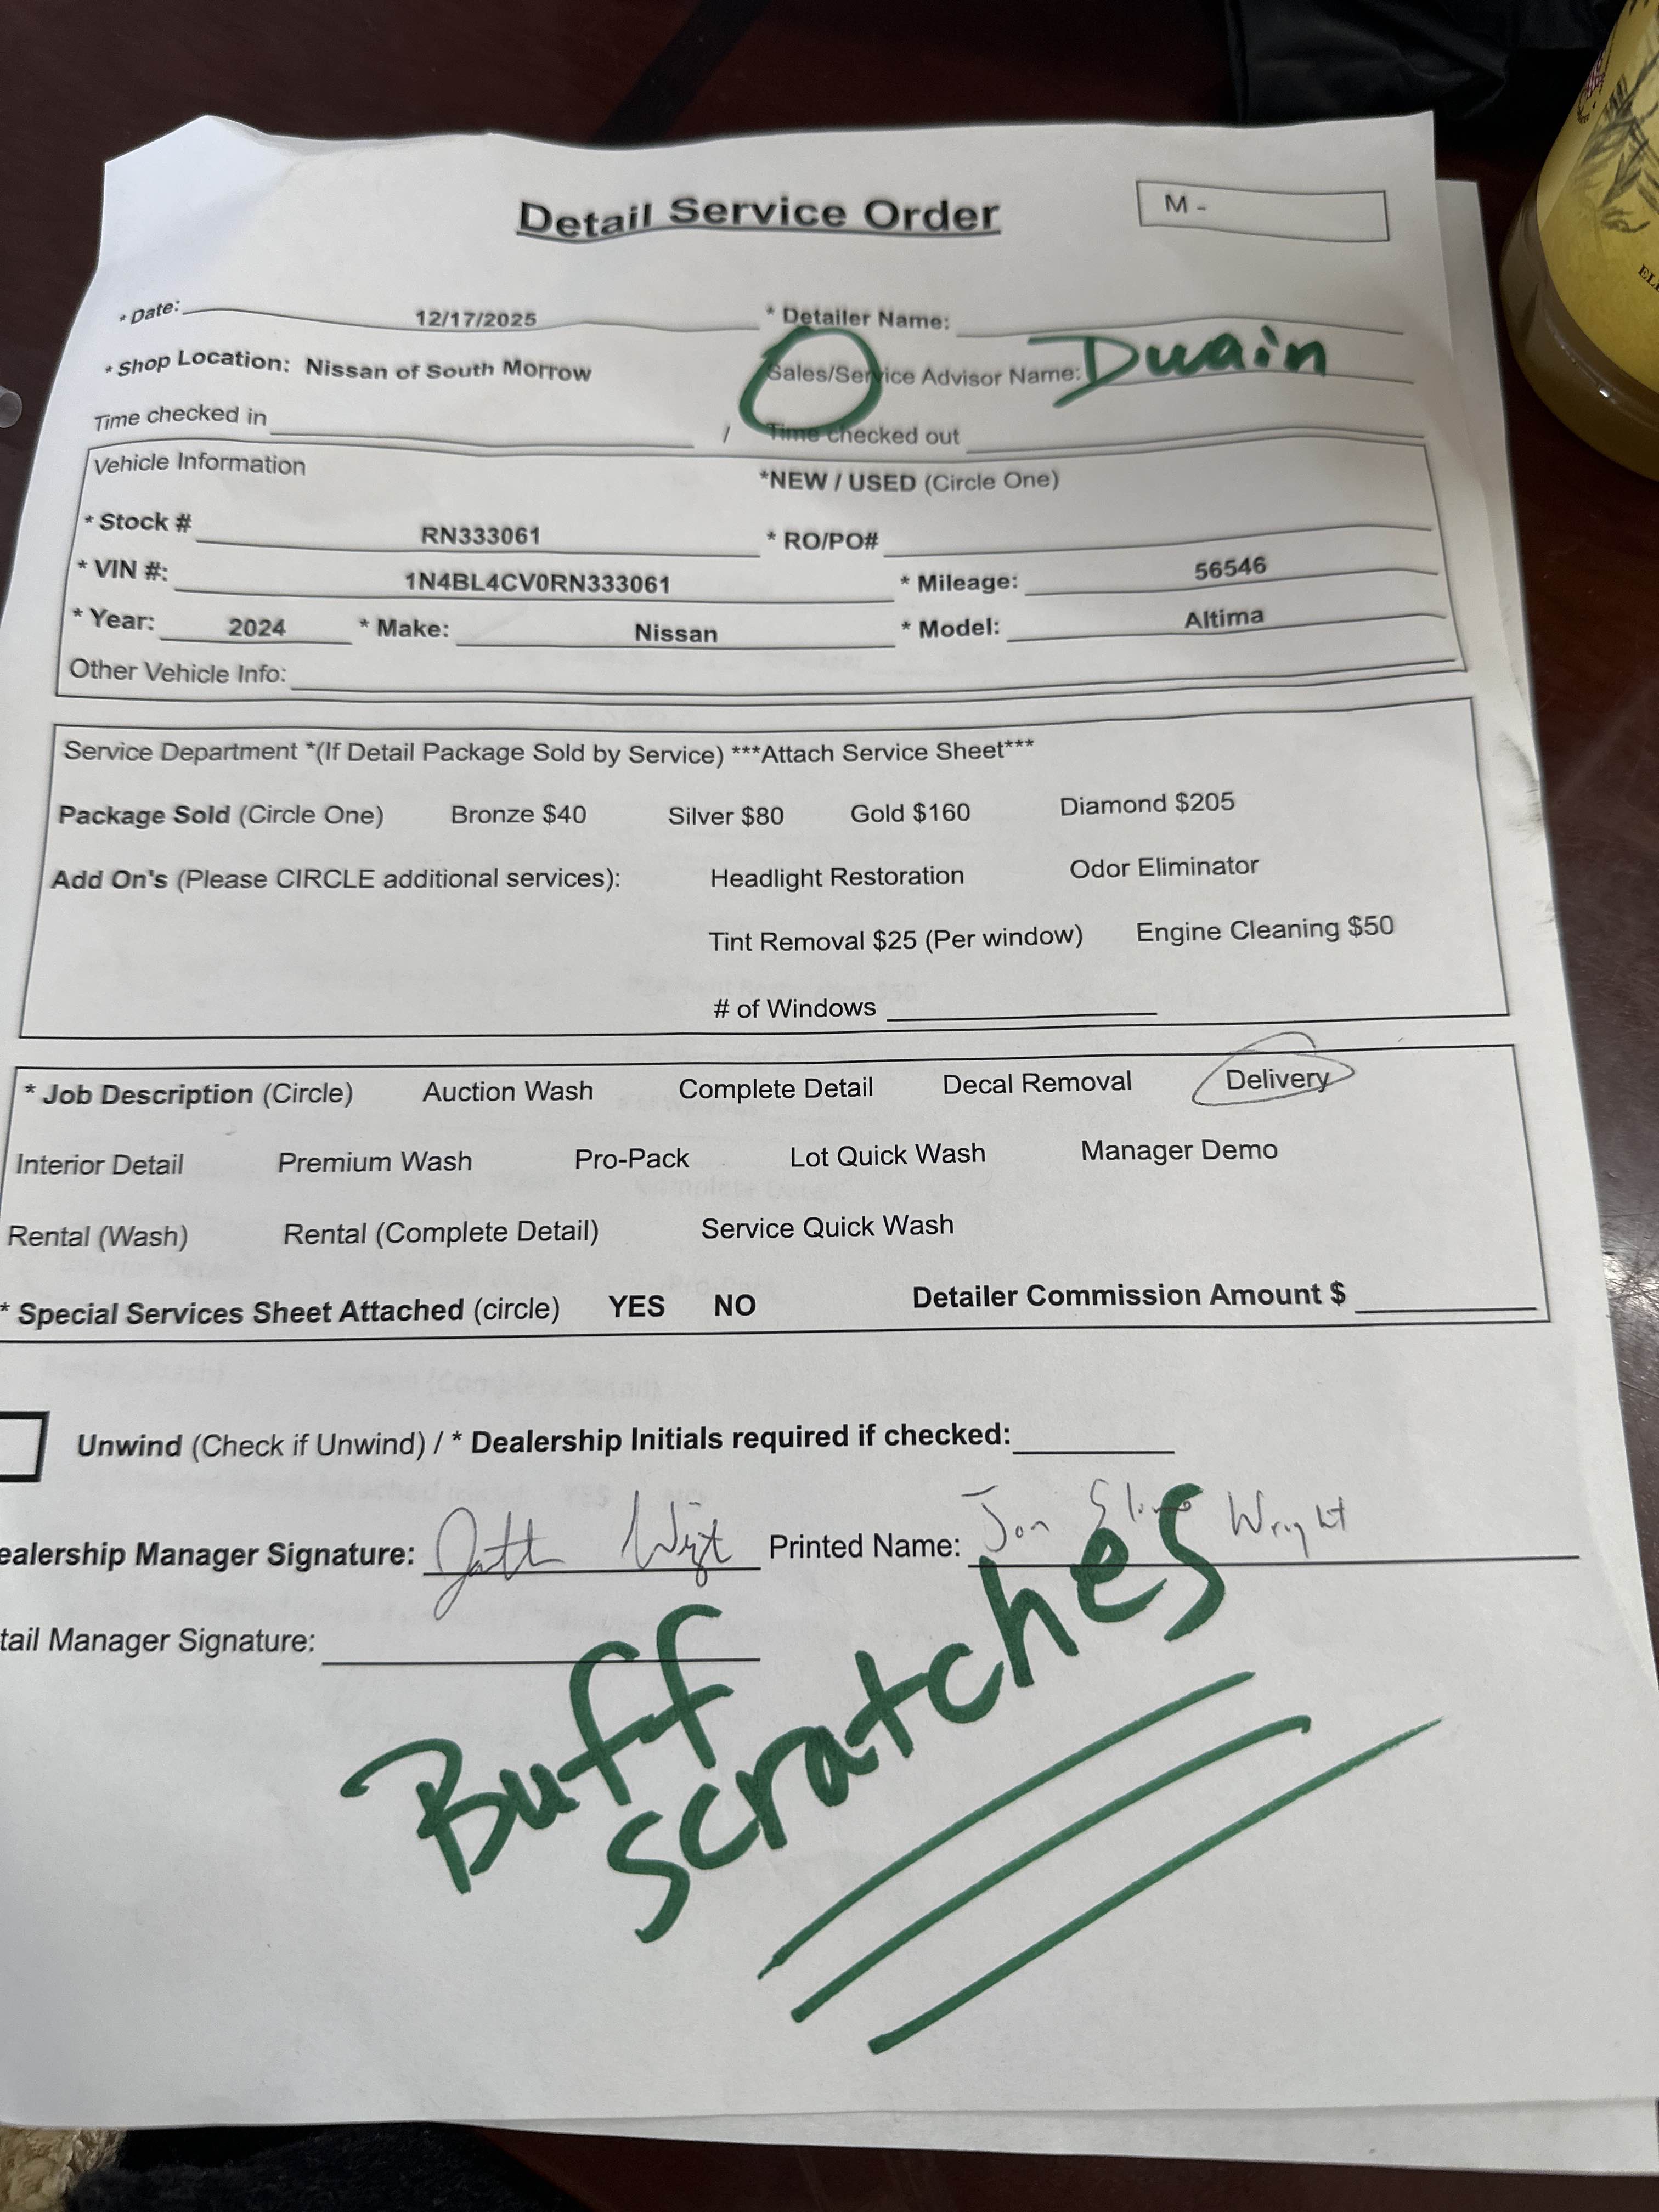 Detail Service Order
M -
* Date: 12/17/2025 * Detailer Name:
* Shop Location: Nissan of South Morrow Sales/Service Advisor Name: Dwain
Time checked in / Time checked out
Vehicle Information *NEW / USED (Circle One)
* Stock # RN333061 * RO/PO#
* VIN #: 1N4BL4CV0RN333061 * Mileage: 56546
* Year: 2024 * Make: Nissan * Model: Altima
Other Vehicle Info:
Service Department *(If Detail Package Sold by Service) ***Attach Service Sheet***
Package Sold (Circle One) Bronze $40 Silver $80 Gold $160 Diamond $205
Add On's (Please CIRCLE additional services): Headlight Restoration Odor Eliminator
Tint Removal $25 (Per window) Engine Cleaning $50
# of Windows
* Job Description (Circle) Auction Wash Complete Detail Decal Removal Delivery
Interior Detail Premium Wash Pro-Pack Lot Quick Wash Manager Demo
Rental (Wash) Rental (Complete Detail) Service Quick Wash
* Special Services Sheet Attached (circle) YES NO Detailer Commission Amount $
Unwind (Check if Unwind) / * Dealership Initials required if checked:
ealership Manager Signature: Printed Name: Jon Wright
tail Manager Signature:
Buff
scratches